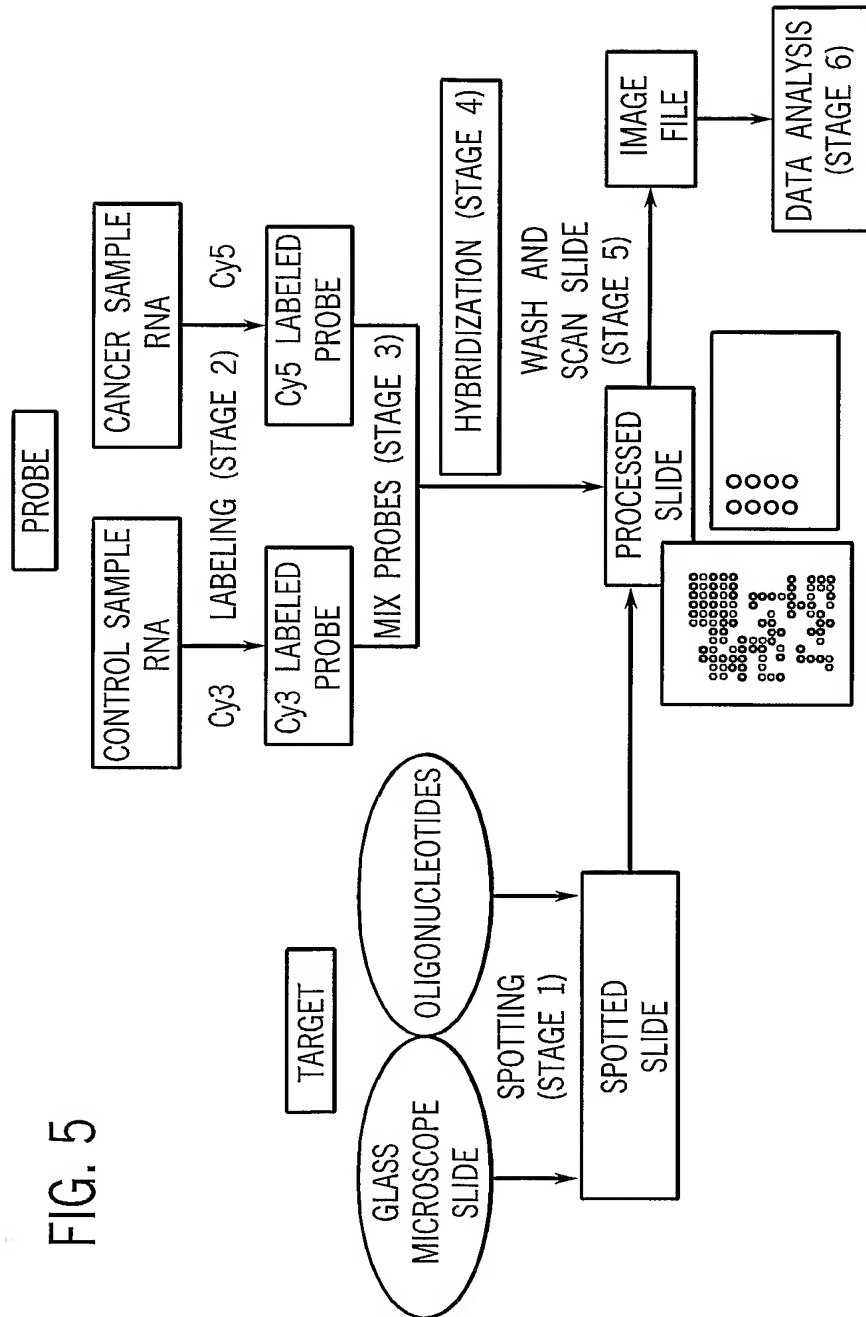 FIG. 5
TARGET
GLASS
MICROSCOPE
SLIDE
OLIGONUCLEOTIDES
SPOTTING
(STAGE 1)
SPOTTED
SLIDE
PROBE
CONTROL SAMPLE
RNA
CANCER SAMPLE
RNA
Cy3
LABELING (STAGE 2)
Cy5
Cy3 LABELED
PROBE
Cy5 LABELED
PROBE
MIX PROBES (STAGE 3)
HYBRIDIZATION (STAGE 4)
PROCESSED
SLIDE
WASH AND
SCAN SLIDE
(STAGE 5)
IMAGE
FILE
DATA ANALYSIS
(STAGE 6)